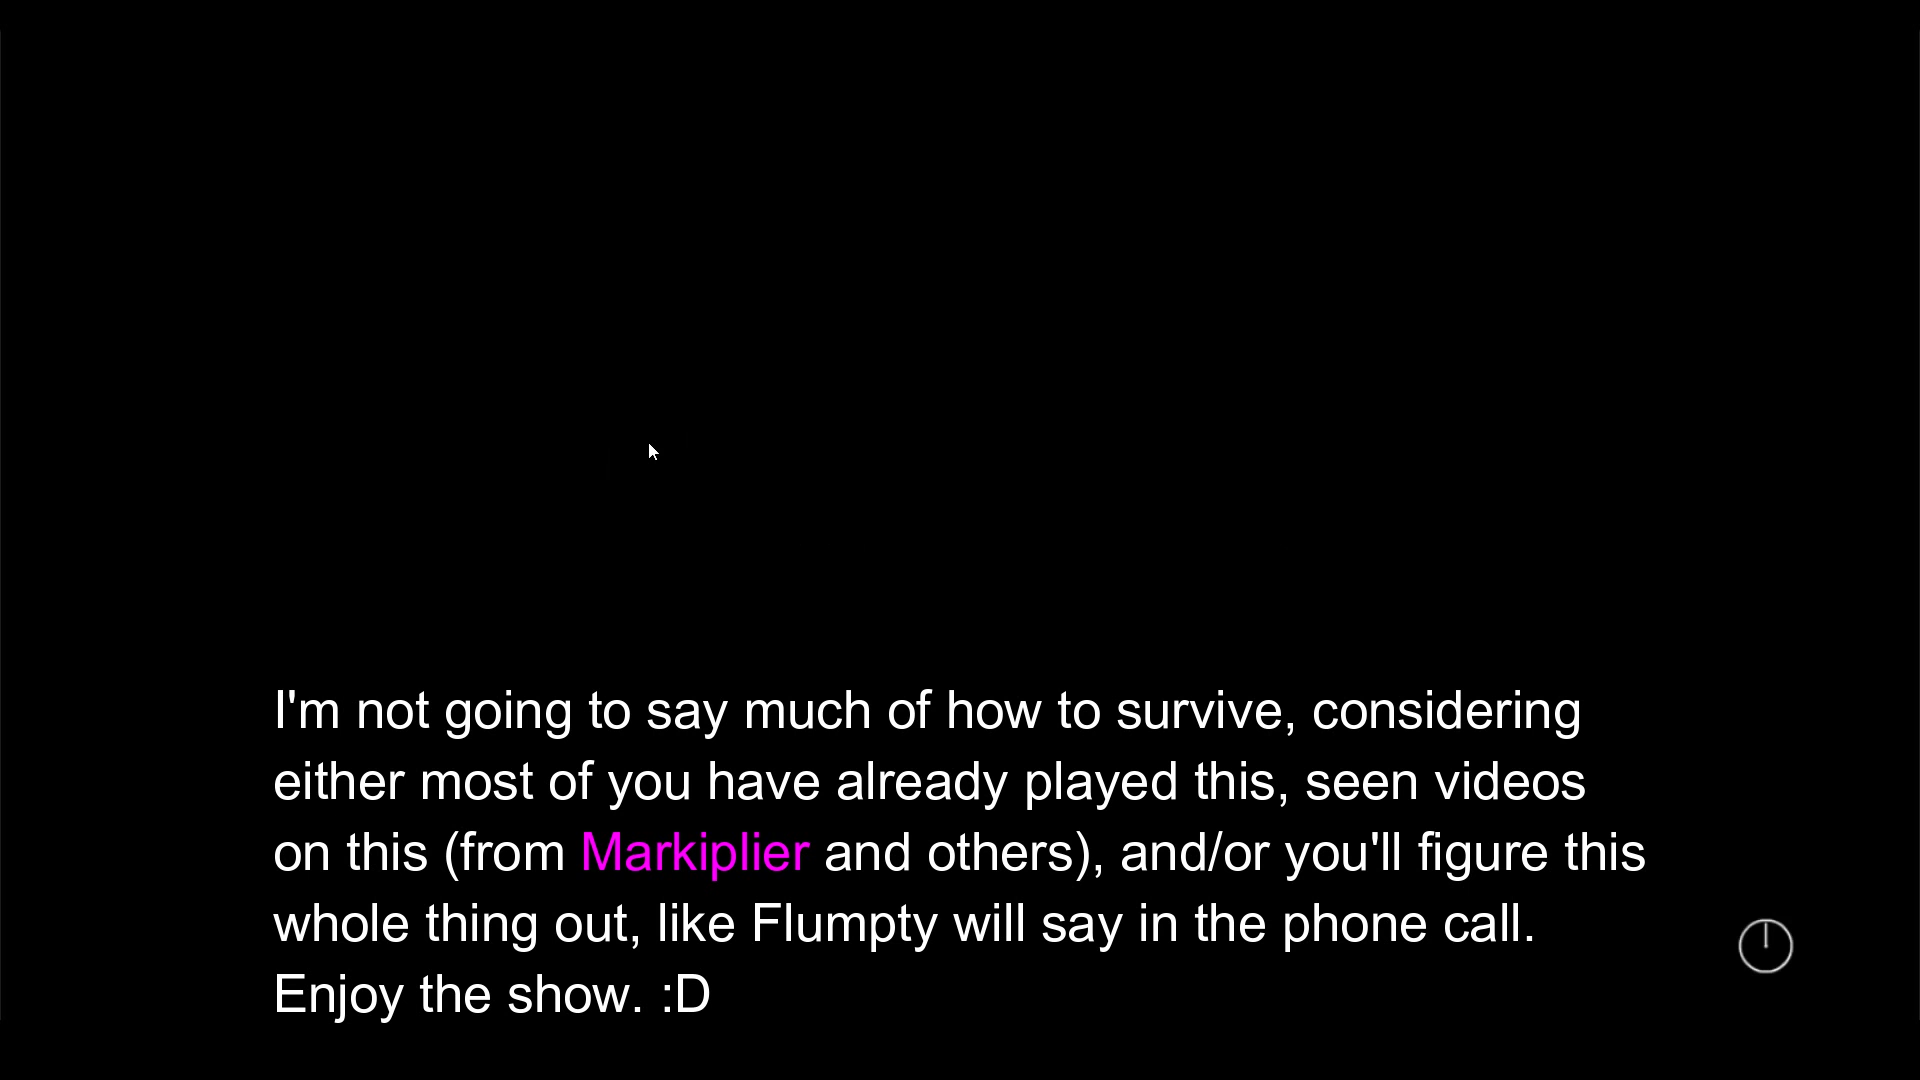 I'm not going to say much of how to survive, considering
either most of you have already played this, seen videos
on this (from Markiplier and others), and/or you'll figure this
whole thing out, like Flumpty will say in the phone call.
Enjoy the show. :D